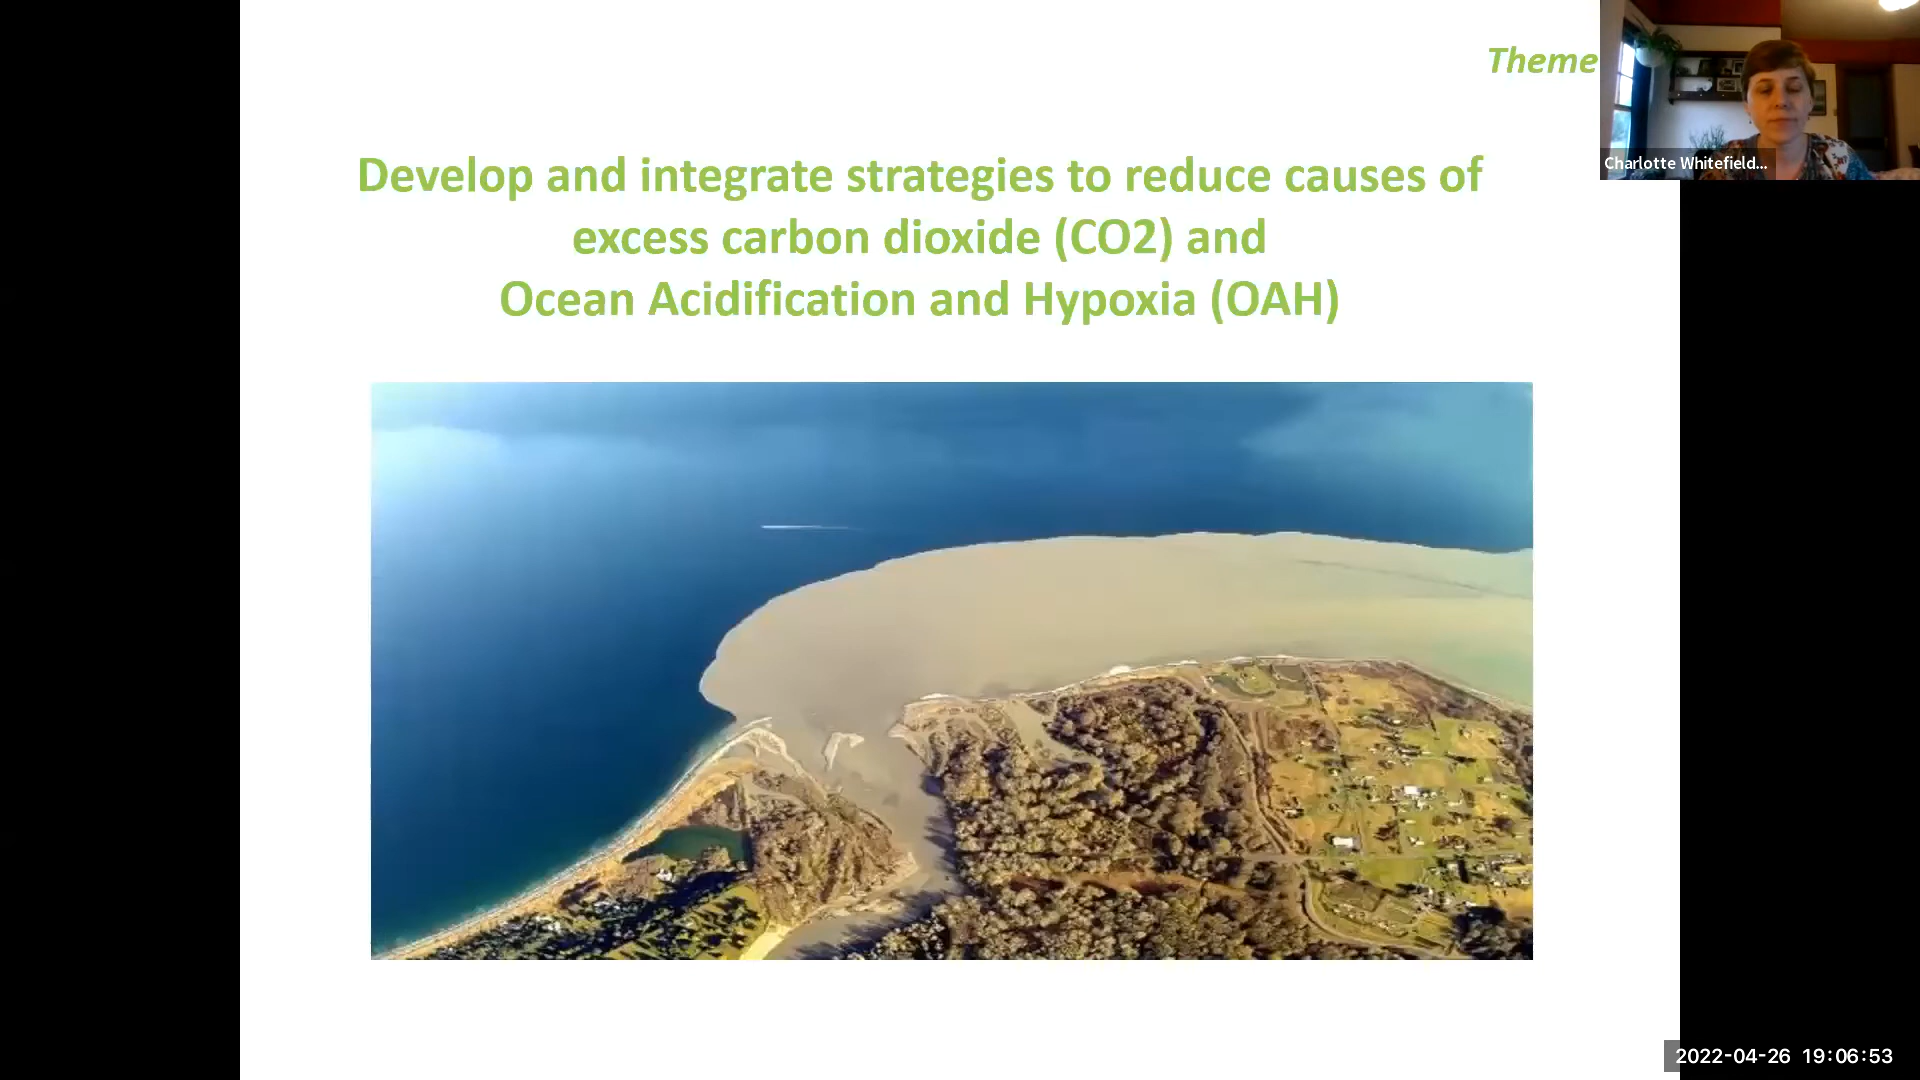 Theme
Charlotte Whitefield...
Develop and integrate strategies to reduce causes of
excess carbon dioxide (CO2) and
Ocean Acidification and Hypoxia (OAH)
2022-04-26 19:06:53